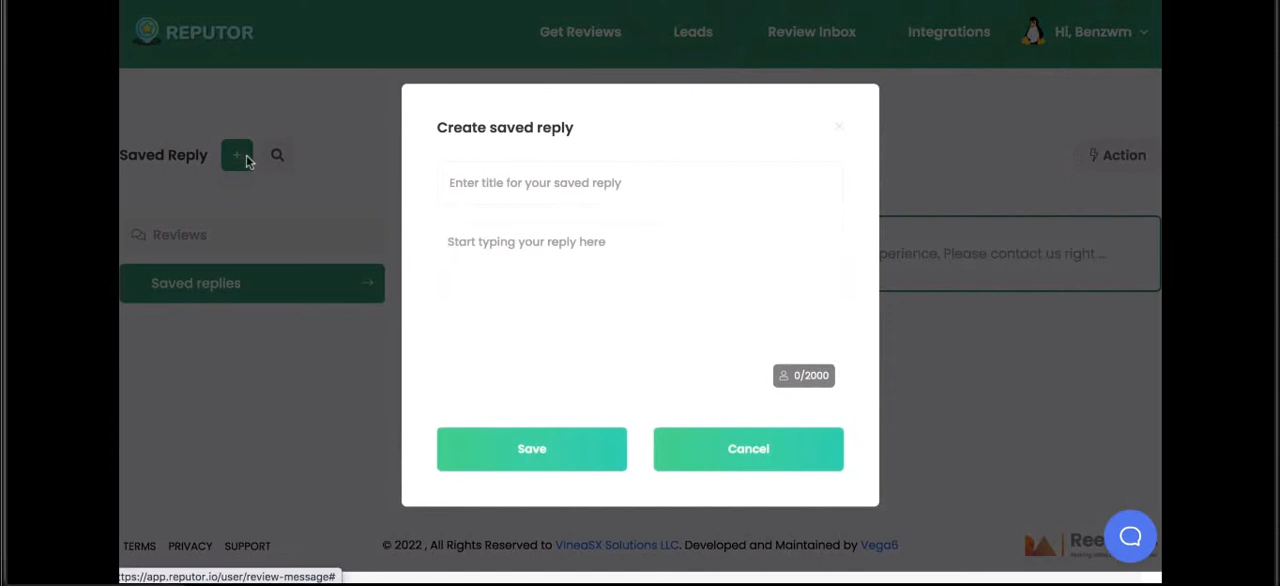 REPUTOR
Get Reviews
Leads
Review Inbox
Integrations
Hi, Benzwm
Saved Reply
+
Action
Create saved reply
×
Enter title for your saved reply
Start typing your reply here
0/2000
Save
Cancel
Reviews
Saved replies
perience. Please contact us right ...
TERMS
PRIVACY
SUPPORT
© 2022 , All Rights Reserved to VineaSX Solutions LLC. Developed and Maintained by Vega6
ttps://app.reputor.io/user/review-message#